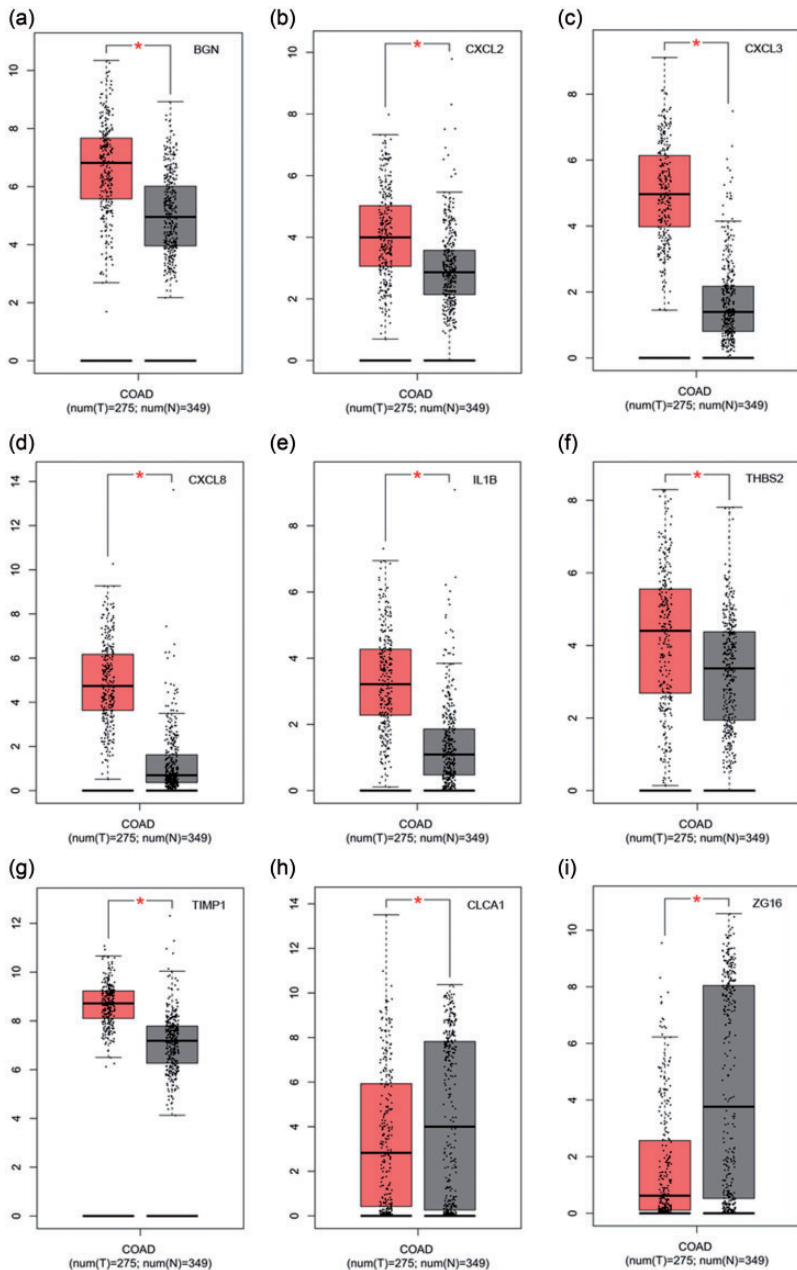 (a)
BGN
*
10
8
6
4
2
0
COAD
(num(T)=275; num(N)=349)
(b)
CXCL2
*
10
8
6
4
2
0
COAD
(num(T)=275; num(N)=349)
(c)
CXCL3
*
8
6
4
2
0
COAD
(num(T)=275; num(N)=349)
(d)
CXCL8
*
14
12
10
8
6
4
2
0
COAD
(num(T)=275; num(N)=349)
(e)
IL1B
*
8
6
4
2
0
COAD
(num(T)=275; num(N)=349)
(f)
THBS2
*
8
6
4
2
0
COAD
(num(T)=275; num(N)=349)
(g)
TIMP1
*
12
10
8
6
4
2
0
COAD
(num(T)=275; num(N)=349)
(h)
CLCA1
*
14
12
10
8
6
4
2
0
COAD
(num(T)=275; num(N)=349)
(i)
ZG16
*
10
8
6
4
2
0
COAD
(num(T)=275; num(N)=349)